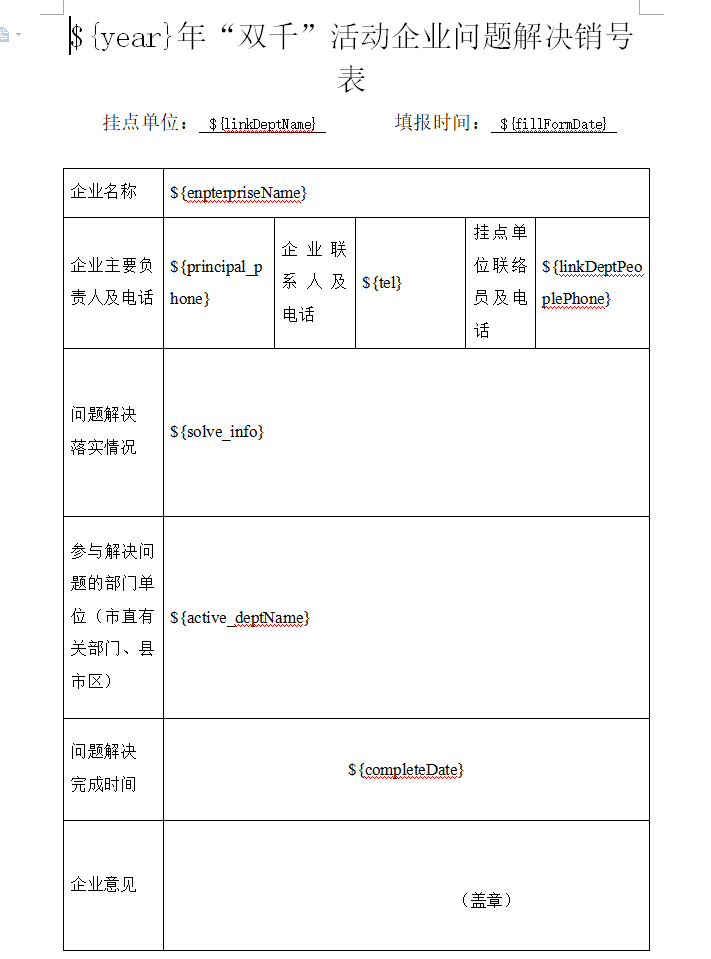 ${year}年“双千”活动企业问题解决销号
表
挂点单位： ${linkDeptName} 填报时间： ${fillFormDate}
企业名称 ${enpterpriseName}
企业主要负
责人及电话
${principal_p
hone}
企业联
系人及
电话
${tel}
挂点单
位联络
员及电
话
${linkDeptPeo
plePhone}
问题解决
落实情况
${solve_info}
参与解决问
题的部门单
位（市直有
关部门、县
市区）
${active_deptName}
问题解决
完成时间
${completeDate}
企业意见
（盖章）